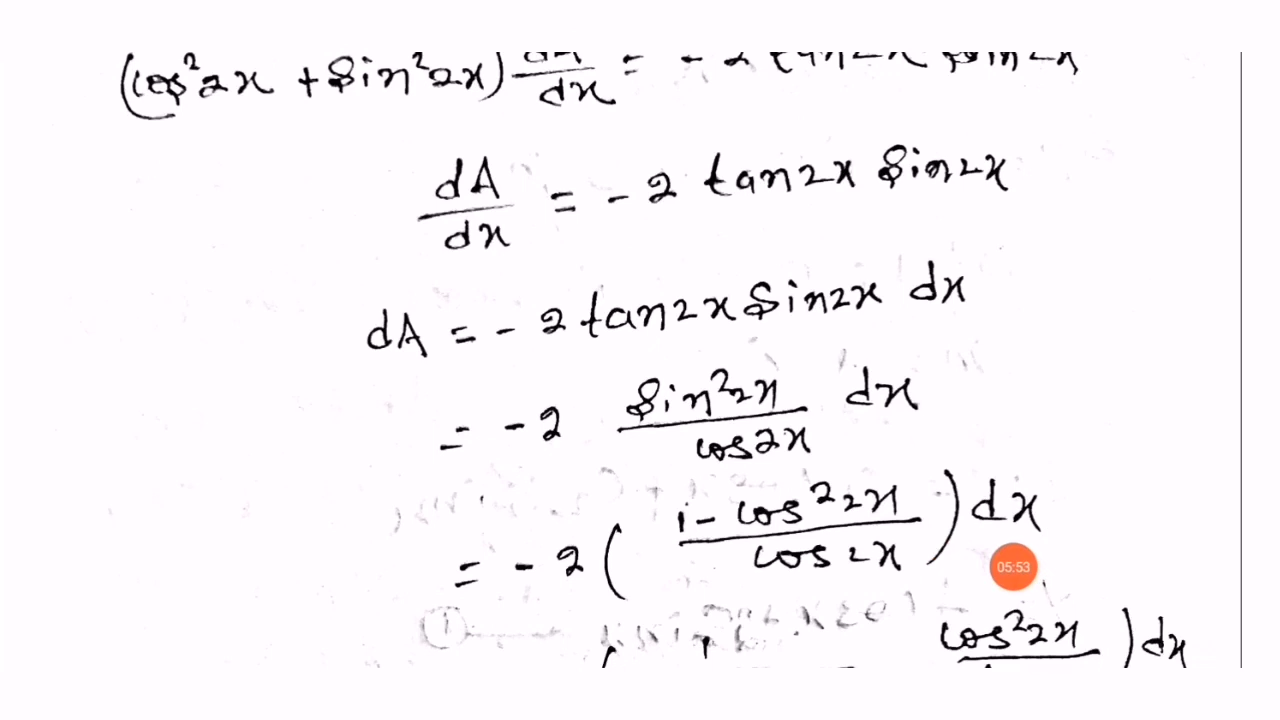 (cos²2x + Sin²2x) dA/dx = - 2 tan2x Sin2x
dA/dx = - 2 tan2x Sin2x
dA = - 2 tan2x Sin2x dx
= - 2 Sin²2x/cos2x dx
= - 2 ( 1 - cos²2x/cos2x ) dx
05:53
cos²2x ) dx